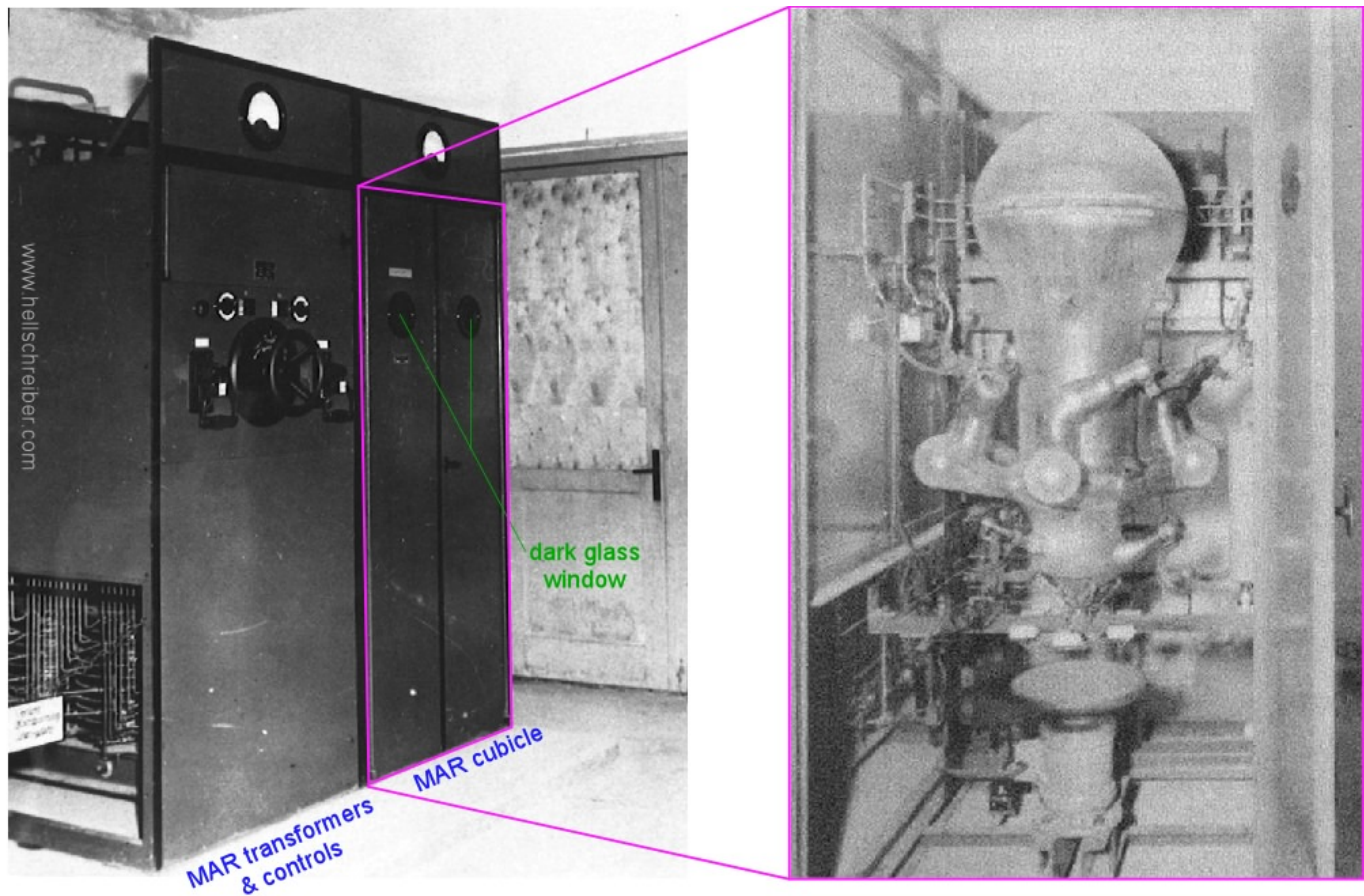 www.hellschreiber.com
dark glass
window
MAR cubicle
MAR transformers
& controls